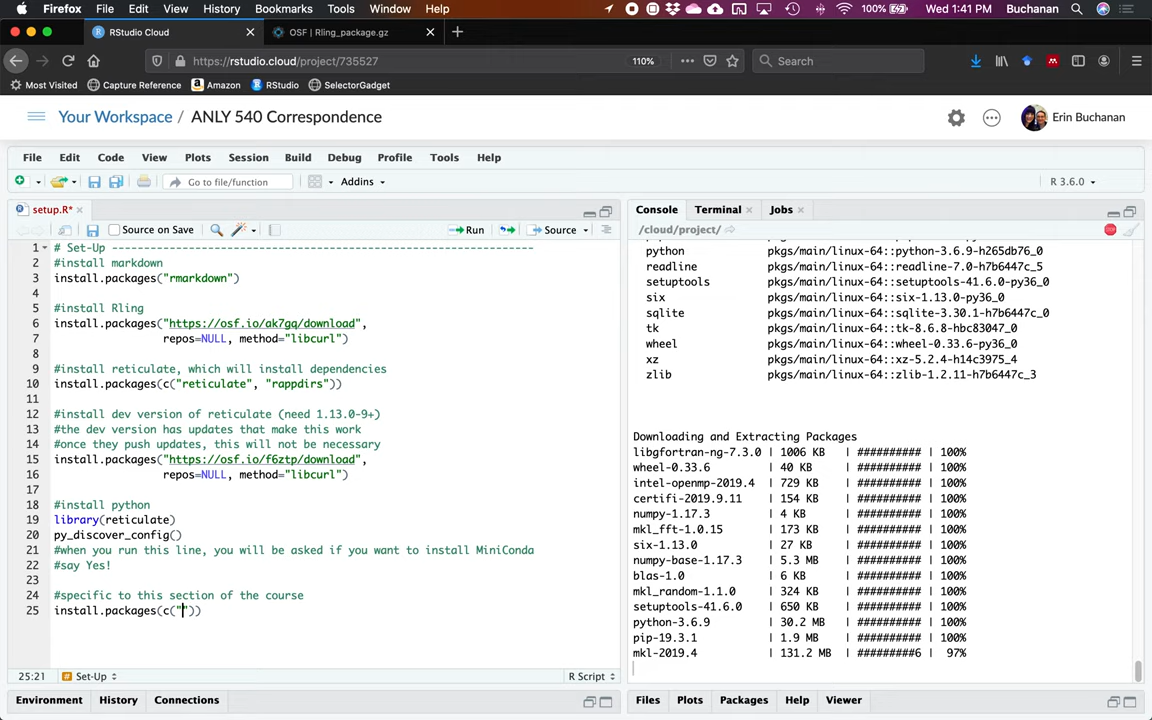 Firefox File Edit View History Bookmarks Tools Window Help 100% Wed 1:41 PM Buchanan
RStudio Cloud OSF | Rling_package.gz
https://rstudio.cloud/project/735527 110% Search
Most Visited Capture Reference Amazon RStudio SelectorGadget
Your Workspace / ANLY 540 Correspondence Erin Buchanan
File Edit Code View Plots Session Build Debug Profile Tools Help
Go to file/function Addins R 3.6.0
setup.R*
Source on Save Run Source
1 # Set-Up ------------------------------------------------------------------
2 #install markdown
3 install.packages("rmarkdown")
4
5 #install Rling
6 install.packages("https://osf.io/ak7gq/download",
7 repos=NULL, method="libcurl")
8
9 #install reticulate, which will install dependencies
10 install.packages(c("reticulate", "rappdirs"))
11
12 #install dev version of reticulate (need 1.13.0-9+)
13 #the dev version has updates that make this work
14 #once they push updates, this will not be necessary
15 install.packages("https://osf.io/f6ztp/download",
16 repos=NULL, method="libcurl")
17
18 #install python
19 library(reticulate)
20 py_discover_config()
21 #when you run this line, you will be asked if you want to install MiniConda
22 #say Yes!
23
24 #specific to this section of the course
25 install.packages(c(""))
25:21 Set-Up R Script
Environment History Connections
Console Terminal Jobs
/cloud/project/
python pkgs/main/linux-64::python-3.6.9-h265db76_0
readline pkgs/main/linux-64::readline-7.0-h7b6447c_5
setuptools pkgs/main/linux-64::setuptools-41.6.0-py36_0
six pkgs/main/linux-64::six-1.13.0-py36_0
sqlite pkgs/main/linux-64::sqlite-3.30.1-h7b6447c_0
tk pkgs/main/linux-64::tk-8.6.8-hbc83047_0
wheel pkgs/main/linux-64::wheel-0.33.6-py36_0
xz pkgs/main/linux-64::xz-5.2.4-h14c3975_4
zlib pkgs/main/linux-64::zlib-1.2.11-h7b6447c_3
Downloading and Extracting Packages
libgfortran-ng-7.3.0 | 1006 KB | ########## | 100%
wheel-0.33.6 | 40 KB | ########## | 100%
intel-openmp-2019.4 | 729 KB | ########## | 100%
certifi-2019.9.11 | 154 KB | ########## | 100%
numpy-1.17.3 | 4 KB | ########## | 100%
mkl_fft-1.0.15 | 173 KB | ########## | 100%
six-1.13.0 | 27 KB | ########## | 100%
numpy-base-1.17.3 | 5.3 MB | ########## | 100%
blas-1.0 | 6 KB | ########## | 100%
mkl_random-1.1.0 | 324 KB | ########## | 100%
setuptools-41.6.0 | 650 KB | ########## | 100%
python-3.6.9 | 30.2 MB | ########## | 100%
pip-19.3.1 | 1.9 MB | ########## | 100%
mkl-2019.4 | 131.2 MB | #########6 | 97%
Files Plots Packages Help Viewer